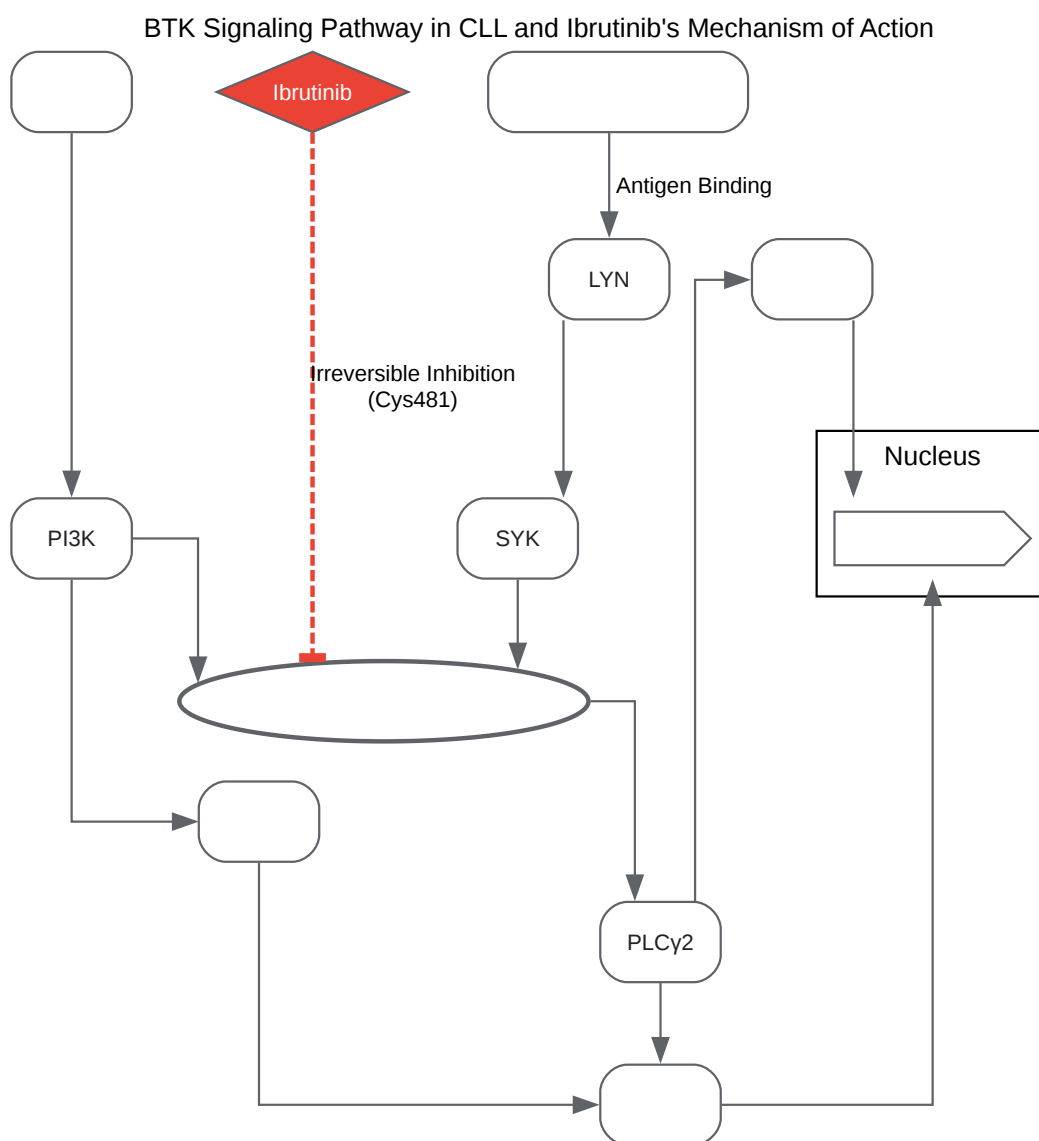 BTK Signaling Pathway in CLL and Ibrutinib's Mechanism of Action
Ibrutinib
Antigen Binding
LYN
Irreversible Inhibition
(Cys481)
Nucleus
PI3K
SYK
PLCγ2